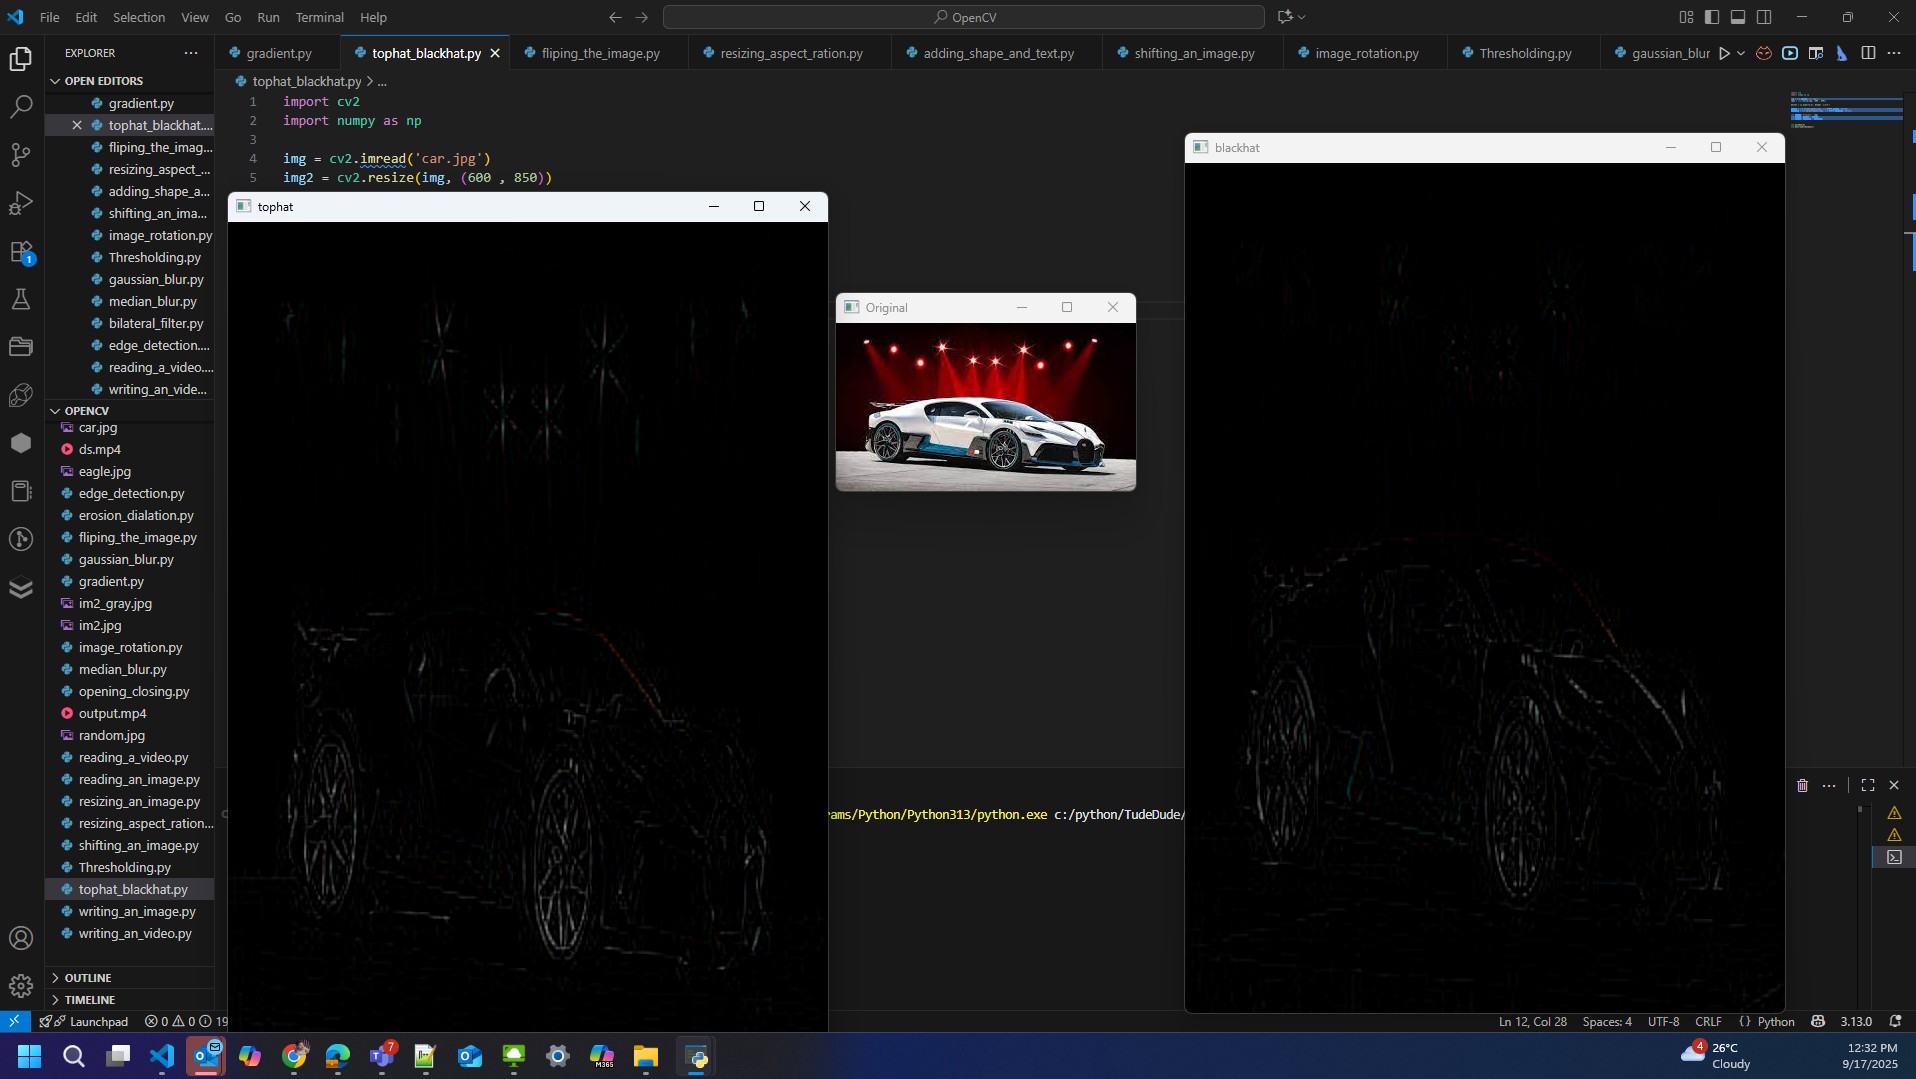 File Edit Selection View Go Run Terminal Help
OpenCV
EXPLORER
OPEN EDITORS
gradient.py
tophat_blackhat....
fliping_the_imag...
resizing_aspect_...
adding_shape_a...
shifting_an_ima...
image_rotation.py
Thresholding.py
gaussian_blur.py
median_blur.py
bilateral_filter.py
edge_detection....
reading_a_video....
writing_an_vide...
OPENCV
car.jpg
ds.mp4
eagle.jpg
edge_detection.py
erosion_dialation.py
fliping_the_image.py
gaussian_blur.py
gradient.py
im2_gray.jpg
im2.jpg
image_rotation.py
median_blur.py
opening_closing.py
output.mp4
random.jpg
reading_a_video.py
reading_an_image.py
resizing_an_image.py
resizing_aspect_ration...
shifting_an_image.py
Thresholding.py
tophat_blackhat.py
writing_an_image.py
writing_an_video.py
OUTLINE
TIMELINE
gradient.py tophat_blackhat.py fliping_the_image.py resizing_aspect_ration.py adding_shape_and_text.py shifting_an_image.py image_rotation.py Thresholding.py gaussian_blur
tophat_blackhat.py > ...
1 import cv2
2 import numpy as np
3
4 img = cv2.imread('car.jpg')
5 img2 = cv2.resize(img, (600 , 850))
tophat
Original
blackhat
rams/Python/Python313/python.exe c:/python/TudeDude/
1
Launchpad 0 0 19
Ln 12, Col 28 Spaces: 4 UTF-8 CRLF {} Python 3.13.0
7
M365
4
26°C
Cloudy
12:32 PM
9/17/2025